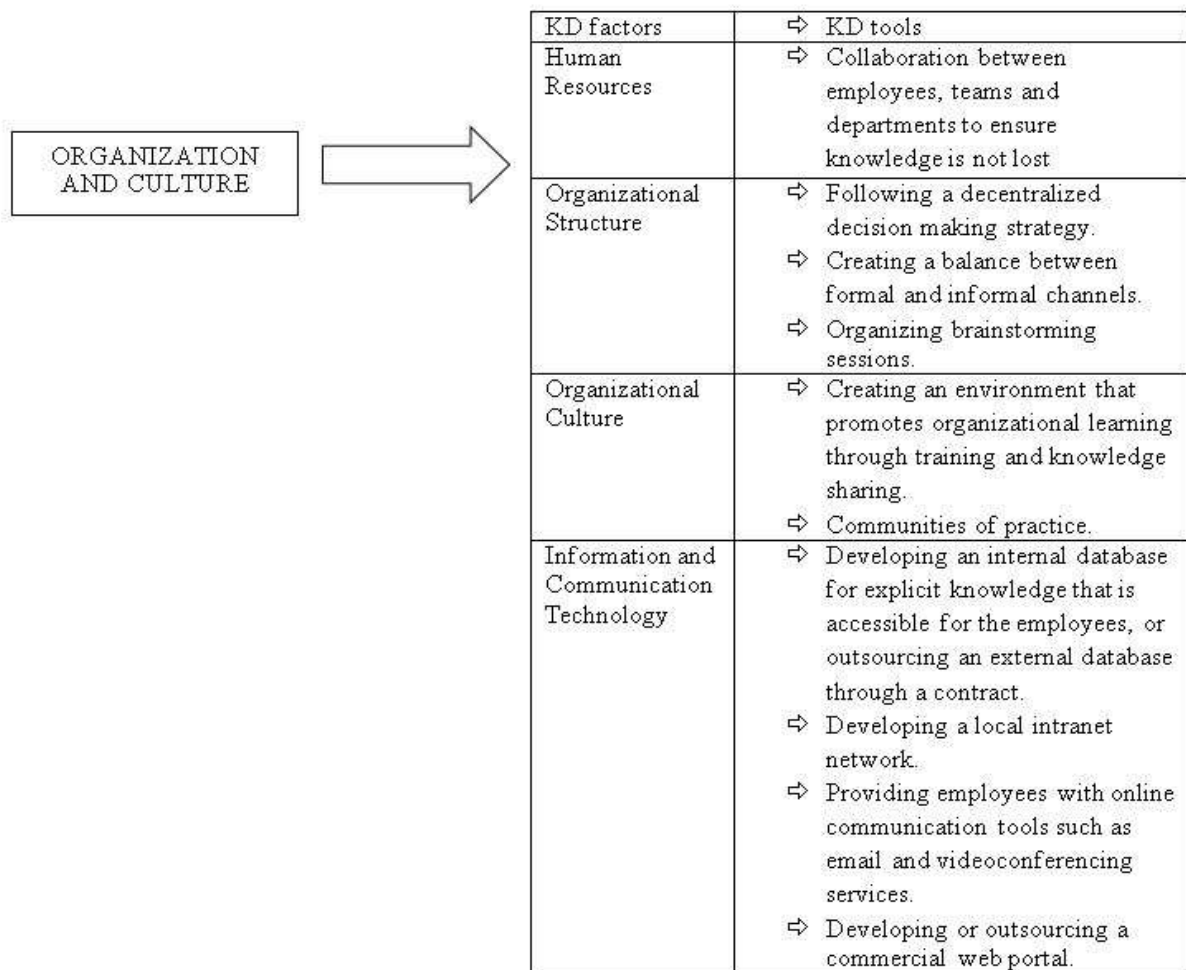 ORGANIZATION
AND CULTURE
KD factors
⇨ KD tools
Human
Resources
⇨ Collaboration between
employees, teams and
departments to ensure
knowledge is not lost
Organizational
Structure
⇨ Following a decentralized
decision making strategy.
⇨ Creating a balance between
formal and informal channels.
⇨ Organizing brainstorming
sessions.
Organizational
Culture
⇨ Creating an environment that
promotes organizational learning
through training and knowledge
sharing.
⇨ Communities of practice.
Information and
Communication
Technology
⇨ Developing an internal database
for explicit knowledge that is
accessible for the employees, or
outsourcing an external database
through a contract.
⇨ Developing a local intranet
network.
⇨ Providing employees with online
communication tools such as
email and videoconferencing
services.
⇨ Developing or outsourcing a
commercial web portal.